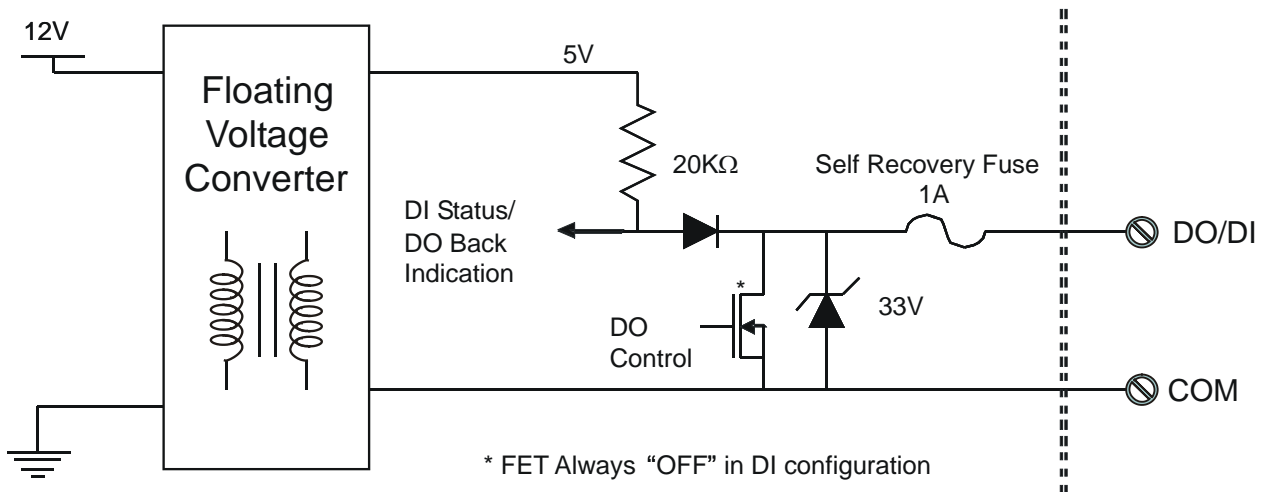 12V
Floating
Voltage
Converter
5V
20KΩ
Self Recovery Fuse
1A
DI Status/
DO Back
Indication
DO/DI
*
33V
DO
Control
COM
* FET Always “OFF” in DI configuration